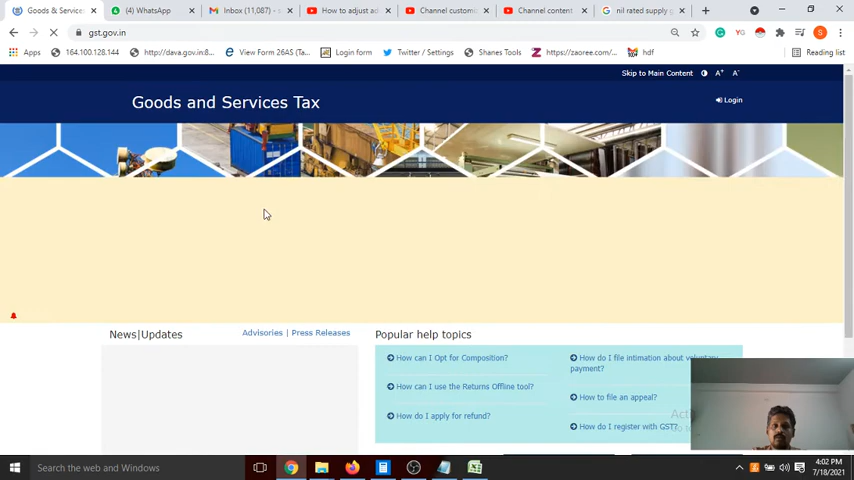 Goods & Service
(4) WhatsApp
Inbox (11,087) - s
How to adjust ad
Channel custom
Channel content
nil rated supply g
gst.gov.in
Apps
164.100.128.144
http://dava.gov.in:8...
View Form 26AS (Ta...
Login form
Twitter / Settings
Shares Tools
https://zaoree.com/...
hdf
Reading list
Skip to Main Content
A+
A-
Goods and Services Tax
Login
News|Updates
Advisories | Press Releases
Popular help topics
How can I Opt for Composition?
How do I file intimation about voluntary payment?
How can I use the Returns Offline tool?
How to file an appeal?
How do I apply for refund?
How do I register with GST?
Search the web and Windows
4:02 PM
7/18/2021